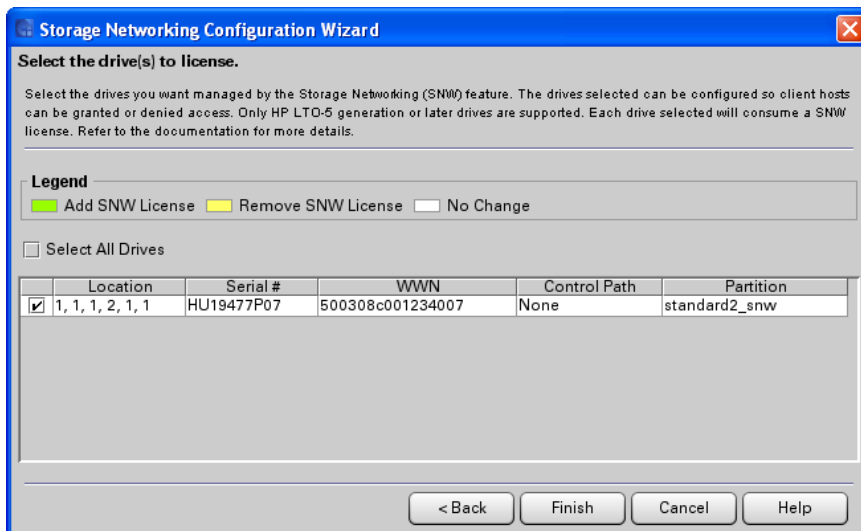 Storage Networking Configuration Wizard
Select the drive(s) to license.
Select the drives you want managed by the Storage Networking (SNW) feature. The drives selected can be configured so client hosts
can be granted or denied access. Only HP LTO-5 generation or later drives are supported. Each drive selected will consume a SNW
license. Refer to the documentation for more details.
Legend
Add SNW License Remove SNW License No Change
Select All Drives
Location Serial # WWN Control Path Partition
1, 1, 1, 2, 1, 1 HU19477P07 500308c001234007 None standard2_snw
< Back Finish Cancel Help